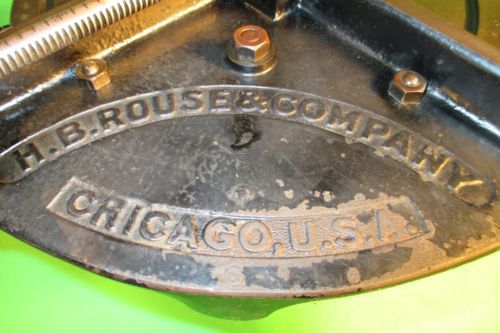 H.B. ROUSE & COMPANY
CHICAGO, U.S.A.